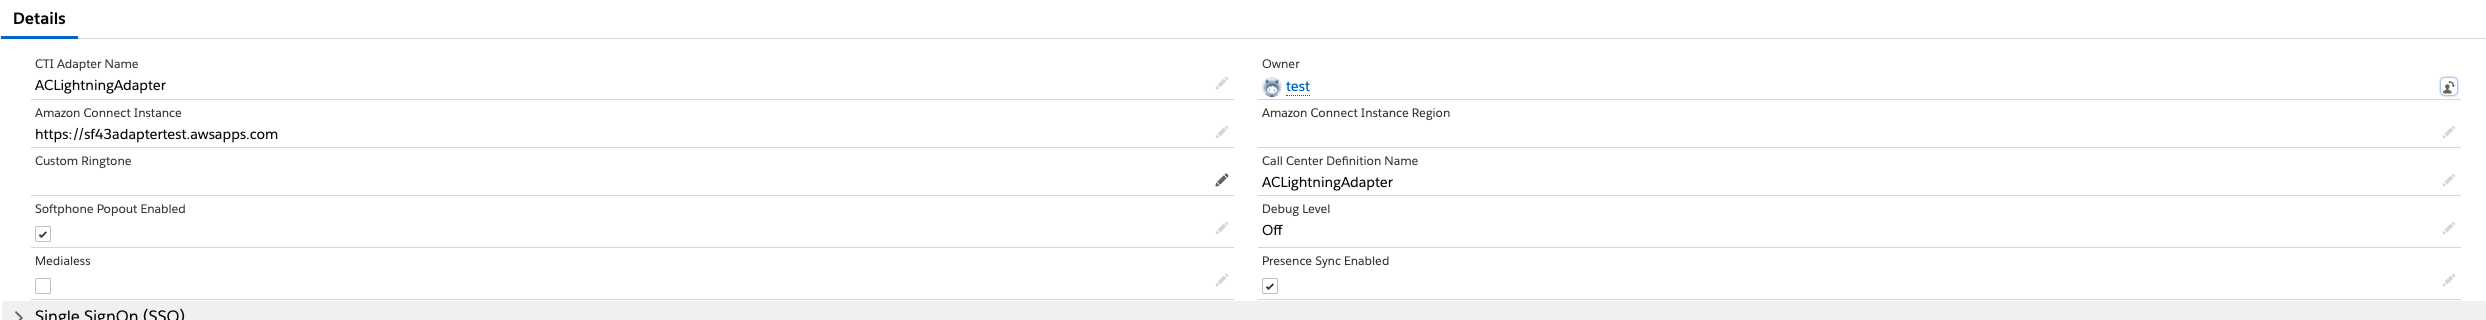 Details
CTI Adapter Name
ACLightningAdapter
Owner
test
Amazon Connect Instance
https://sf43adaptertest.awsapps.com
Amazon Connect Instance Region
Custom Ringtone
Call Center Definition Name
ACLightningAdapter
Softphone Popout Enabled
Debug Level
Off
Medialess
Presence Sync Enabled
Single SignOn (SSO)